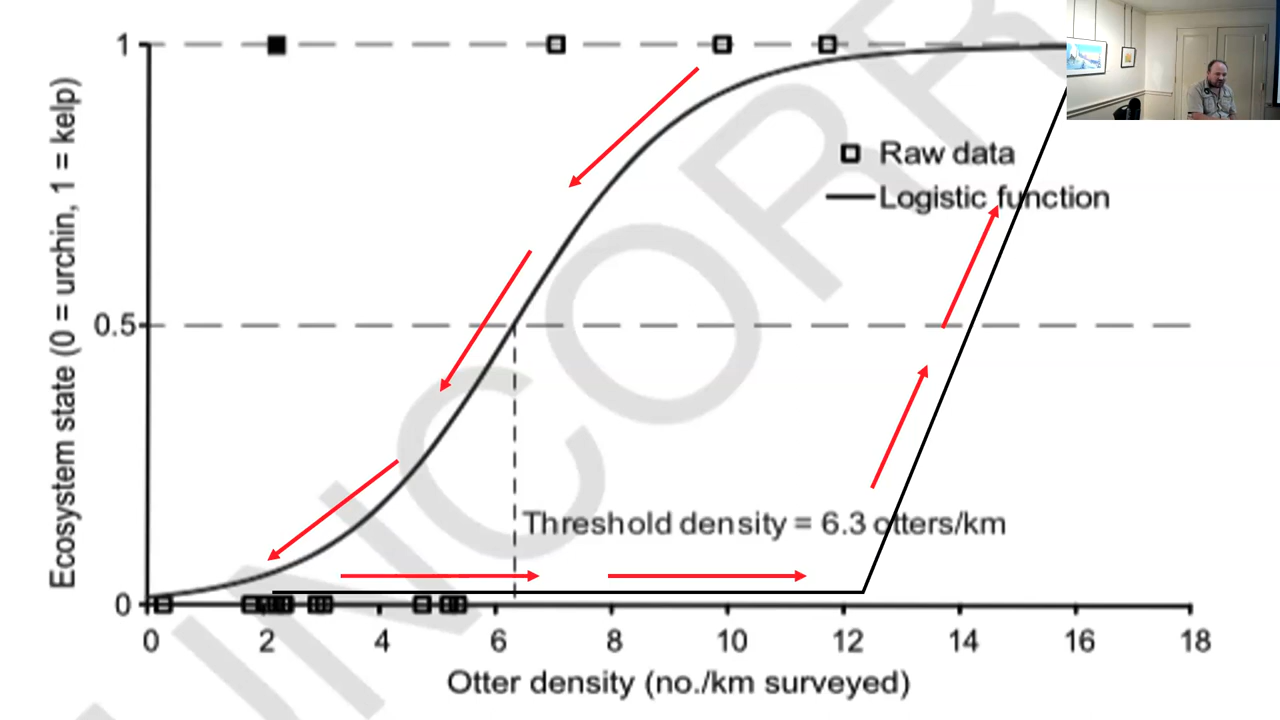 1
Raw data
Logistic function
0.5
Threshold density = 6.3 otters/km
0
0 2 4 6 8 10 12 14 16 18
Otter density (no./km surveyed)
Ecosystem state (0 = urchin, 1 = kelp)
UNCORR